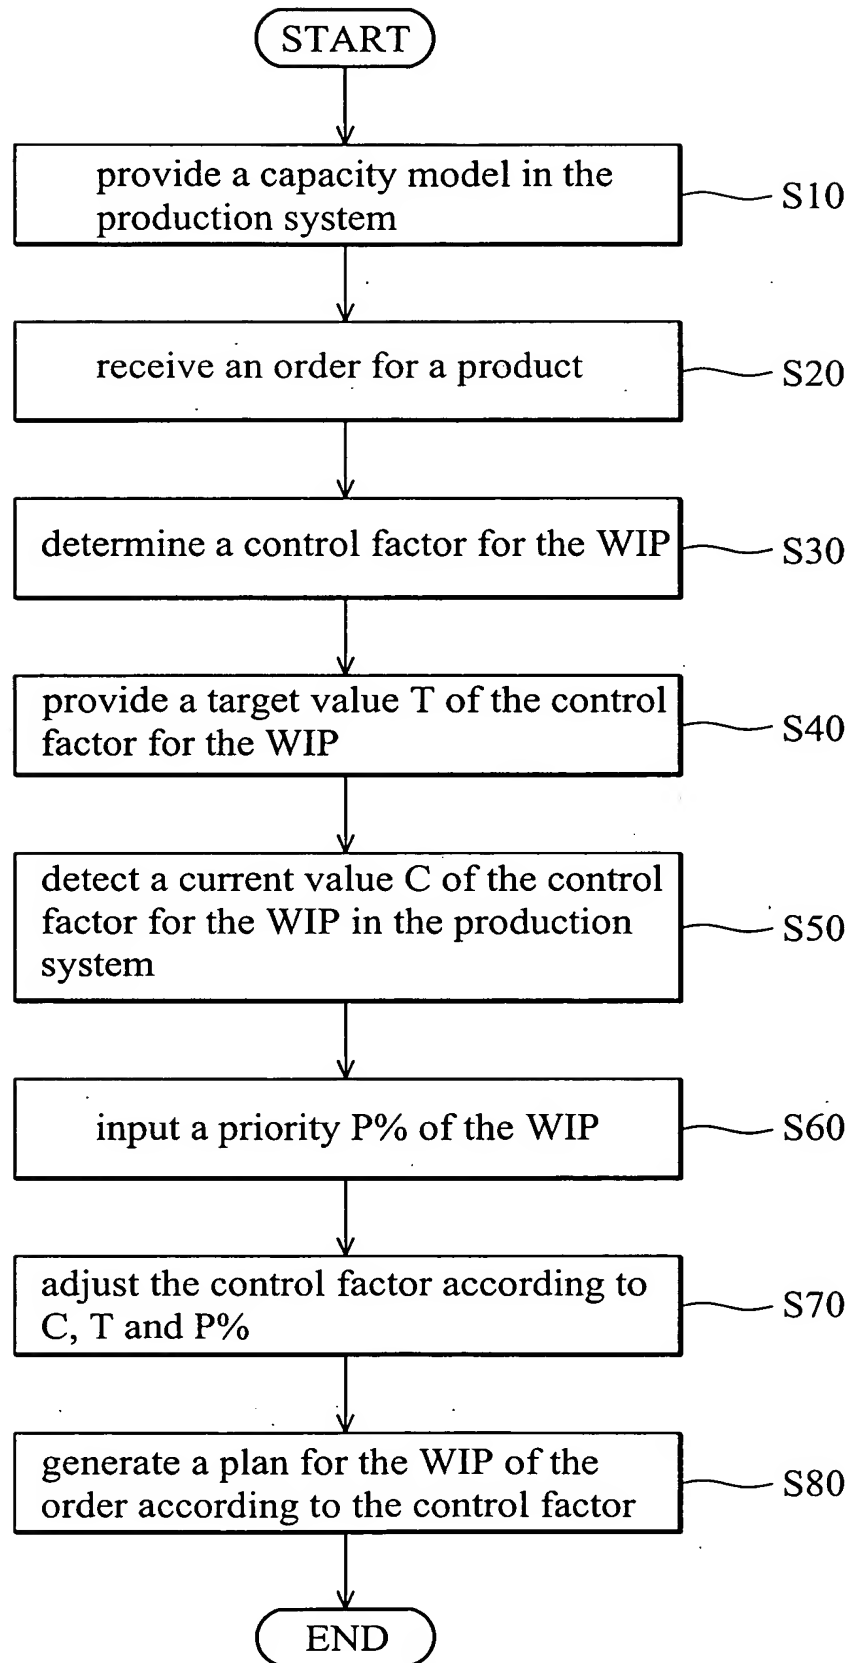 START
provide a capacity model in the
production system
S10
receive an order for a product
S20
determine a control factor for the WIP
S30
provide a target value T of the control
factor for the WIP
S40
detect a current value C of the control
factor for the WIP in the production
system
S50
input a priority P% of the WIP
S60
adjust the control factor according to
C, T and P%
S70
generate a plan for the WIP of the
order according to the control factor
S80
END